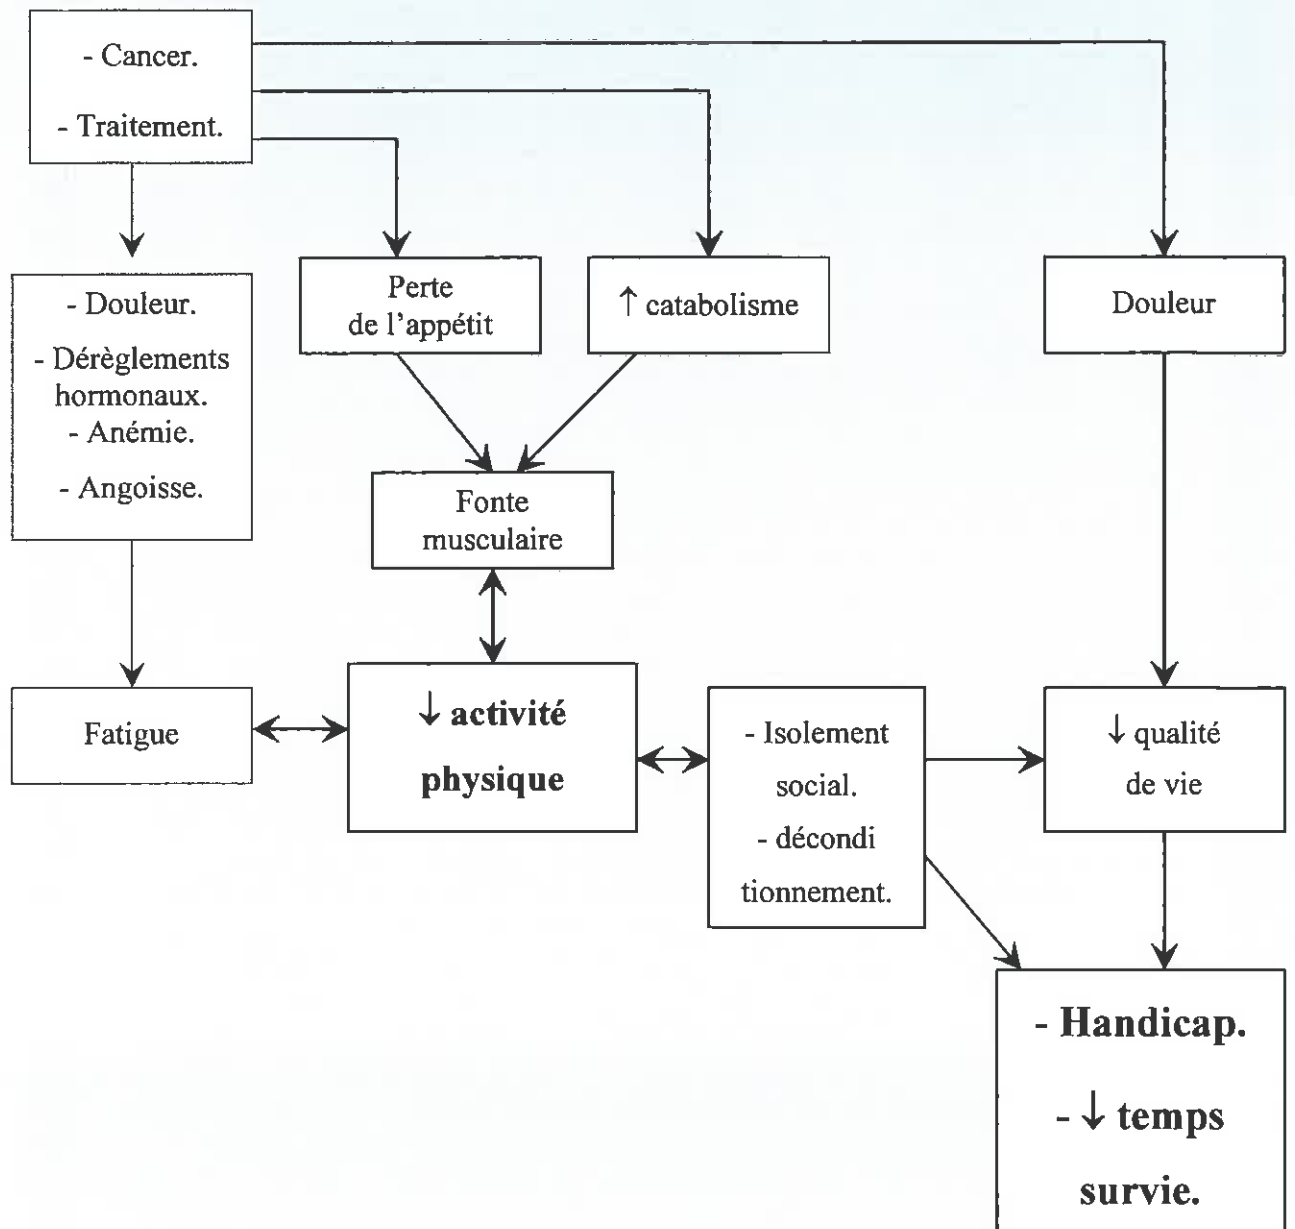 - Cancer.
- Traitement.
- Douleur.
- Dérèglements
hormonaux.
- Anémie.
- Angoisse.
Perte
de l'appétit
↑ catabolisme
Douleur
Fonte
musculaire
Fatigue
↓ activité
physique
- Isolement
social.
- décondi
tionnement.
↓ qualité
de vie
- Handicap.
- ↓ temps
survie.